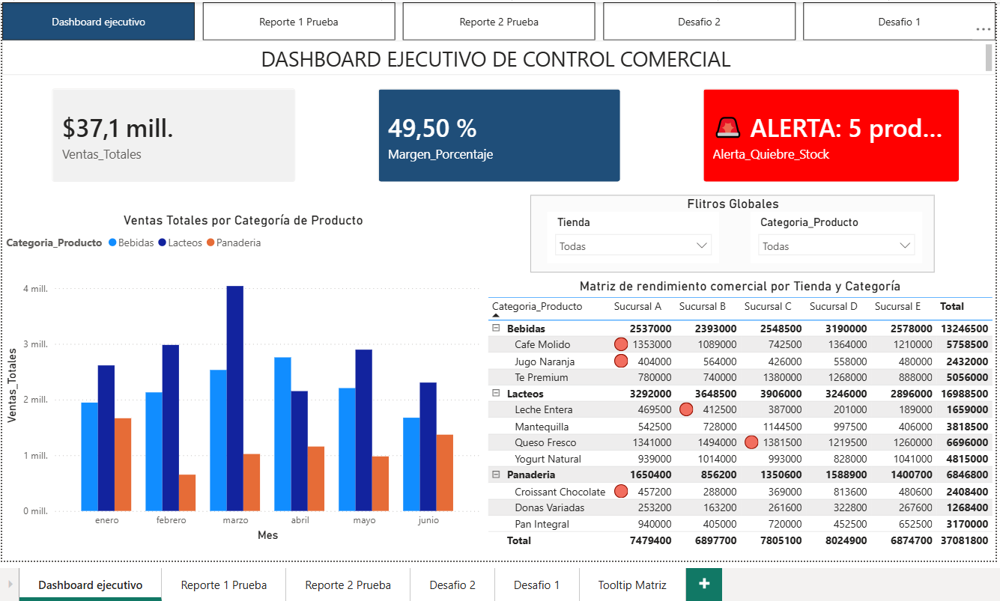 Dashboard ejecutivo Reporte 1 Prueba Reporte 2 Prueba Desafio 2 Desafio 1 ...
DASHBOARD EJECUTIVO DE CONTROL COMERCIAL
$37,1 mill.
Ventas_Totales
49,50 %
Margen_Porcentaje
🚨 ALERTA: 5 prod...
Alerta_Quiebre_Stock
Flitros Globales
Tienda
Todas
Categoria_Producto
Todas
Ventas Totales por Categoría de Producto
Categoria_Producto Bebidas Lacteos Panaderia
Ventas_Totales
4 mill.
3 mill.
2 mill.
1 mill.
0 mill.
enero febrero marzo abril mayo junio
Mes
Matriz de rendimiento comercial por Tienda y Categoría
Categoria_Producto Sucursal A Sucursal B Sucursal C Sucursal D Sucursal E Total
Bebidas 2537000 2393000 2548500 3190000 2578000 13246500
Cafe Molido 1353000 1089000 742500 1364000 1210000 5758500
Jugo Naranja 404000 564000 426000 558000 480000 2432000
Te Premium 780000 740000 1380000 1268000 888000 5056000
Lacteos 3292000 3648500 3906000 3246000 2896000 16988500
Leche Entera 469500 412500 387000 201000 189000 1659000
Mantequilla 542500 728000 1144500 997500 406000 3818500
Queso Fresco 1341000 1494000 1381500 1219500 1260000 6696000
Yogurt Natural 939000 1014000 993000 828000 1041000 4815000
Panaderia 1650400 856200 1350600 1588900 1400700 6846800
Croissant Chocolate 457200 288000 369000 813600 480600 2408400
Donas Variadas 253200 163200 261600 322800 267600 1268400
Pan Integral 940000 405000 720000 452500 652500 3170000
Total 7479400 6897700 7805100 8024900 6874700 37081800
Dashboard ejecutivo Reporte 1 Prueba Reporte 2 Prueba Desafio 2 Desafio 1 Tooltip Matriz +